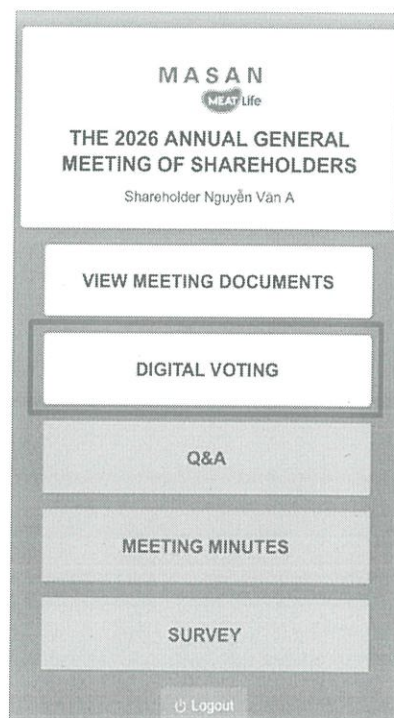 MASAN
MEAT Life
THE 2026 ANNUAL GENERAL
MEETING OF SHAREHOLDERS
Shareholder Nguyễn Văn A
VIEW MEETING DOCUMENTS
DIGITAL VOTING
Q&A
MEETING MINUTES
SURVEY
Logout